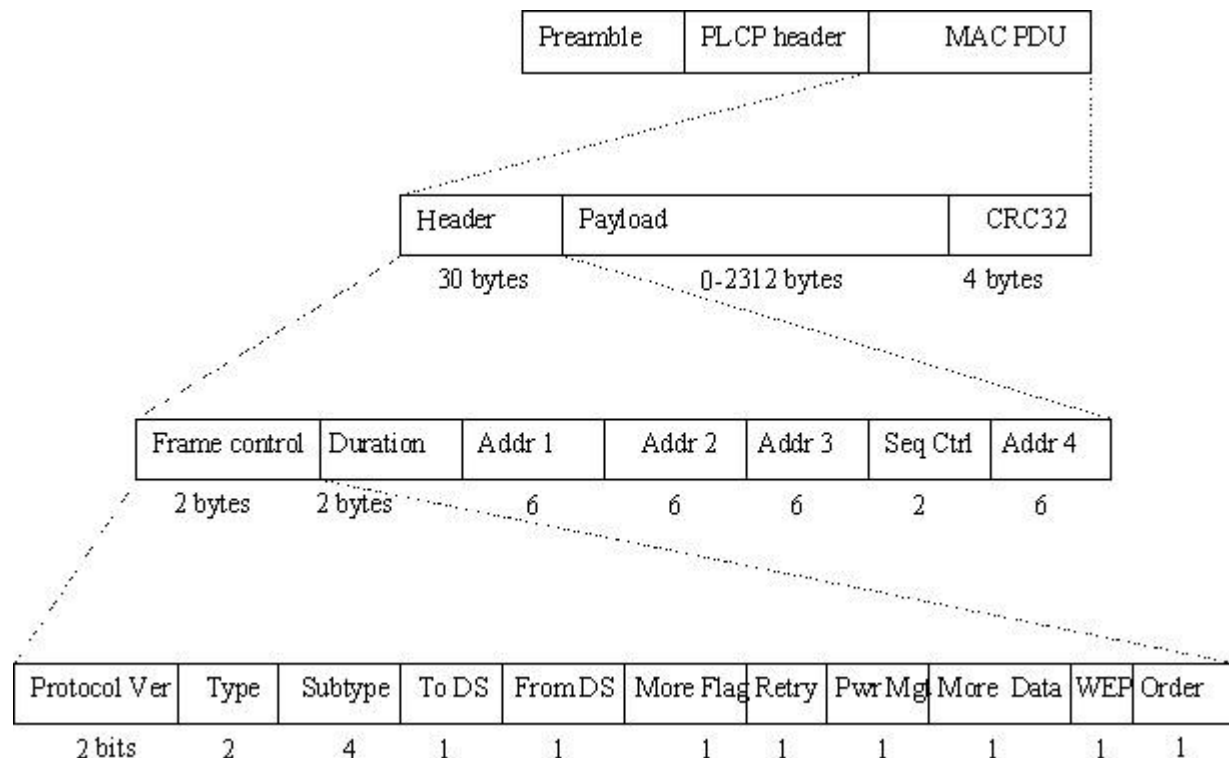 Preamble PLCP header MAC PDU
Header Payload CRC32
30 bytes 0-2312 bytes 4 bytes
Frame control Duration Addr 1 Addr 2 Addr 3 Seq Ctrl Addr 4
2 bytes 2 bytes 6 6 6 2 6
Protocol Ver Type Subtype To DS From DS More Flag Retry Pwr Mgt More Data WEP Order
2 bits 2 4 1 1 1 1 1 1 1 1